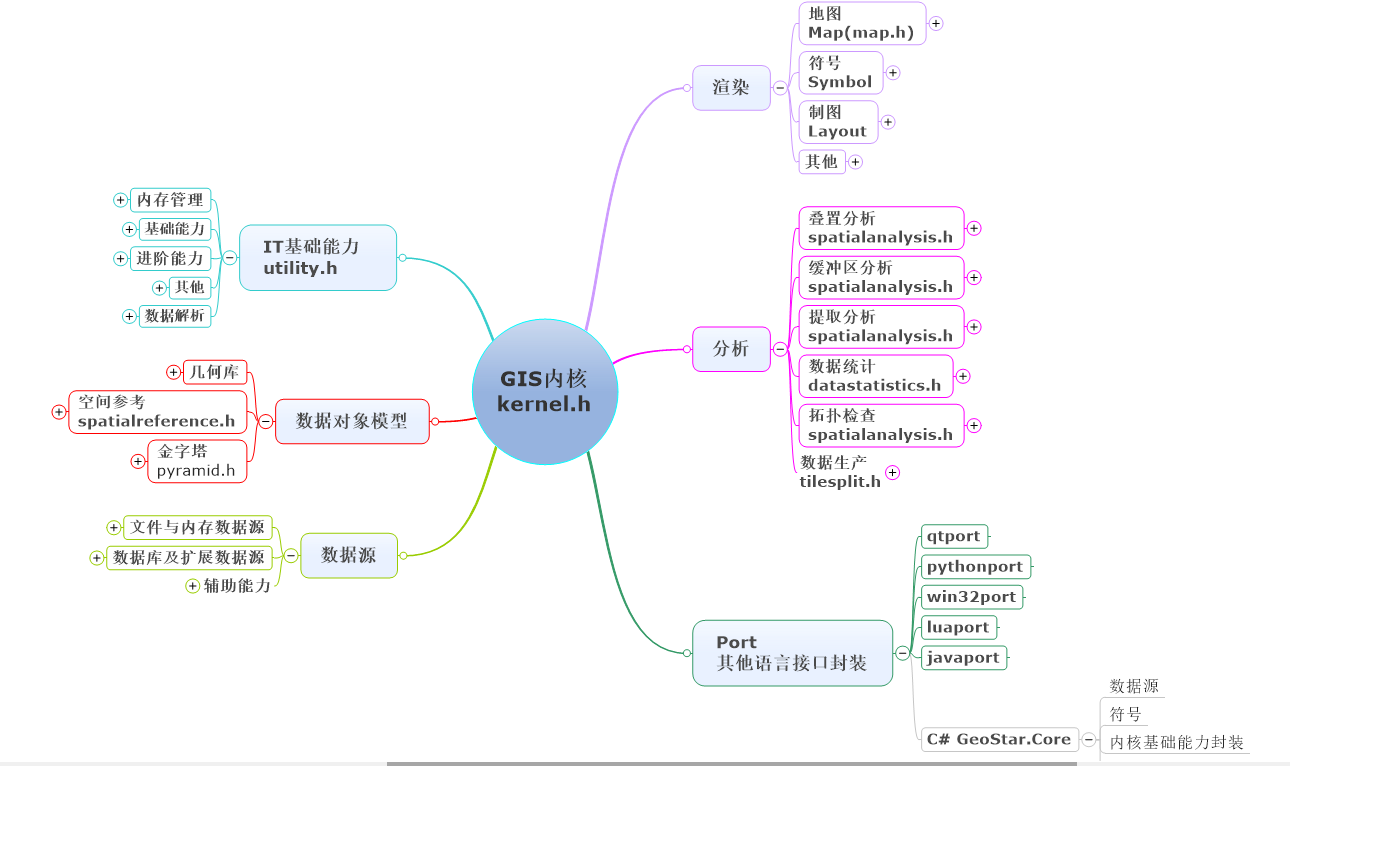 GIS内核
kernel.h
渲染
地图
Map(map.h)
符号
Symbol
制图
Layout
其他
分析
叠置分析
spatialanalysis.h
缓冲区分析
spatialanalysis.h
提取分析
spatialanalysis.h
数据统计
datastatistics.h
拓扑检查
spatialanalysis.h
数据生产
tilesplit.h
Port
其他语言接口封装
qtport
pythonport
win32port
luaport
javaport
C# GeoStar.Core
数据源
符号
内核基础能力封装
IT基础能力
utility.h
内存管理
基础能力
进阶能力
其他
数据解析
数据对象模型
几何库
空间参考
spatialreference.h
金字塔
pyramid.h
数据源
文件与内存数据源
数据库及扩展数据源
辅助能力